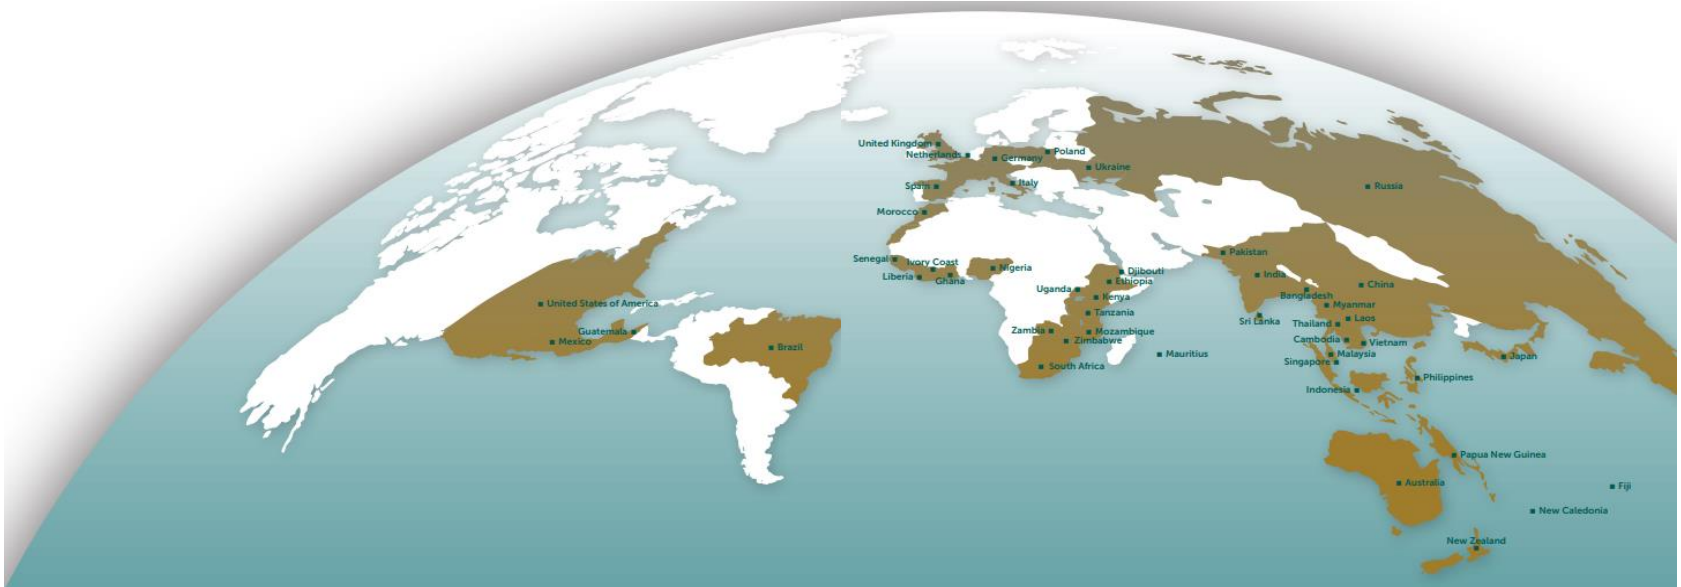 United Kingdom
Netherlands
Germany
Poland
Ukraine
Spain
Italy
Russia
Morocco
Senegal
Ivory Coast
Nigeria
Liberia
Ghana
Djibouti
Ethiopia
Uganda
Kenya
Tanzania
Zambia
Mozambique
Zimbabwe
South Africa
Mauritius
Pakistan
India
China
Bangladesh
Myanmar
Sri Lanka
Laos
Thailand
Cambodia
Vietnam
Malaysia
Singapore
Japan
Philippines
Indonesia
United States of America
Guatemala
Mexico
Brazil
Papua New Guinea
Australia
Fiji
New Caledonia
New Zealand